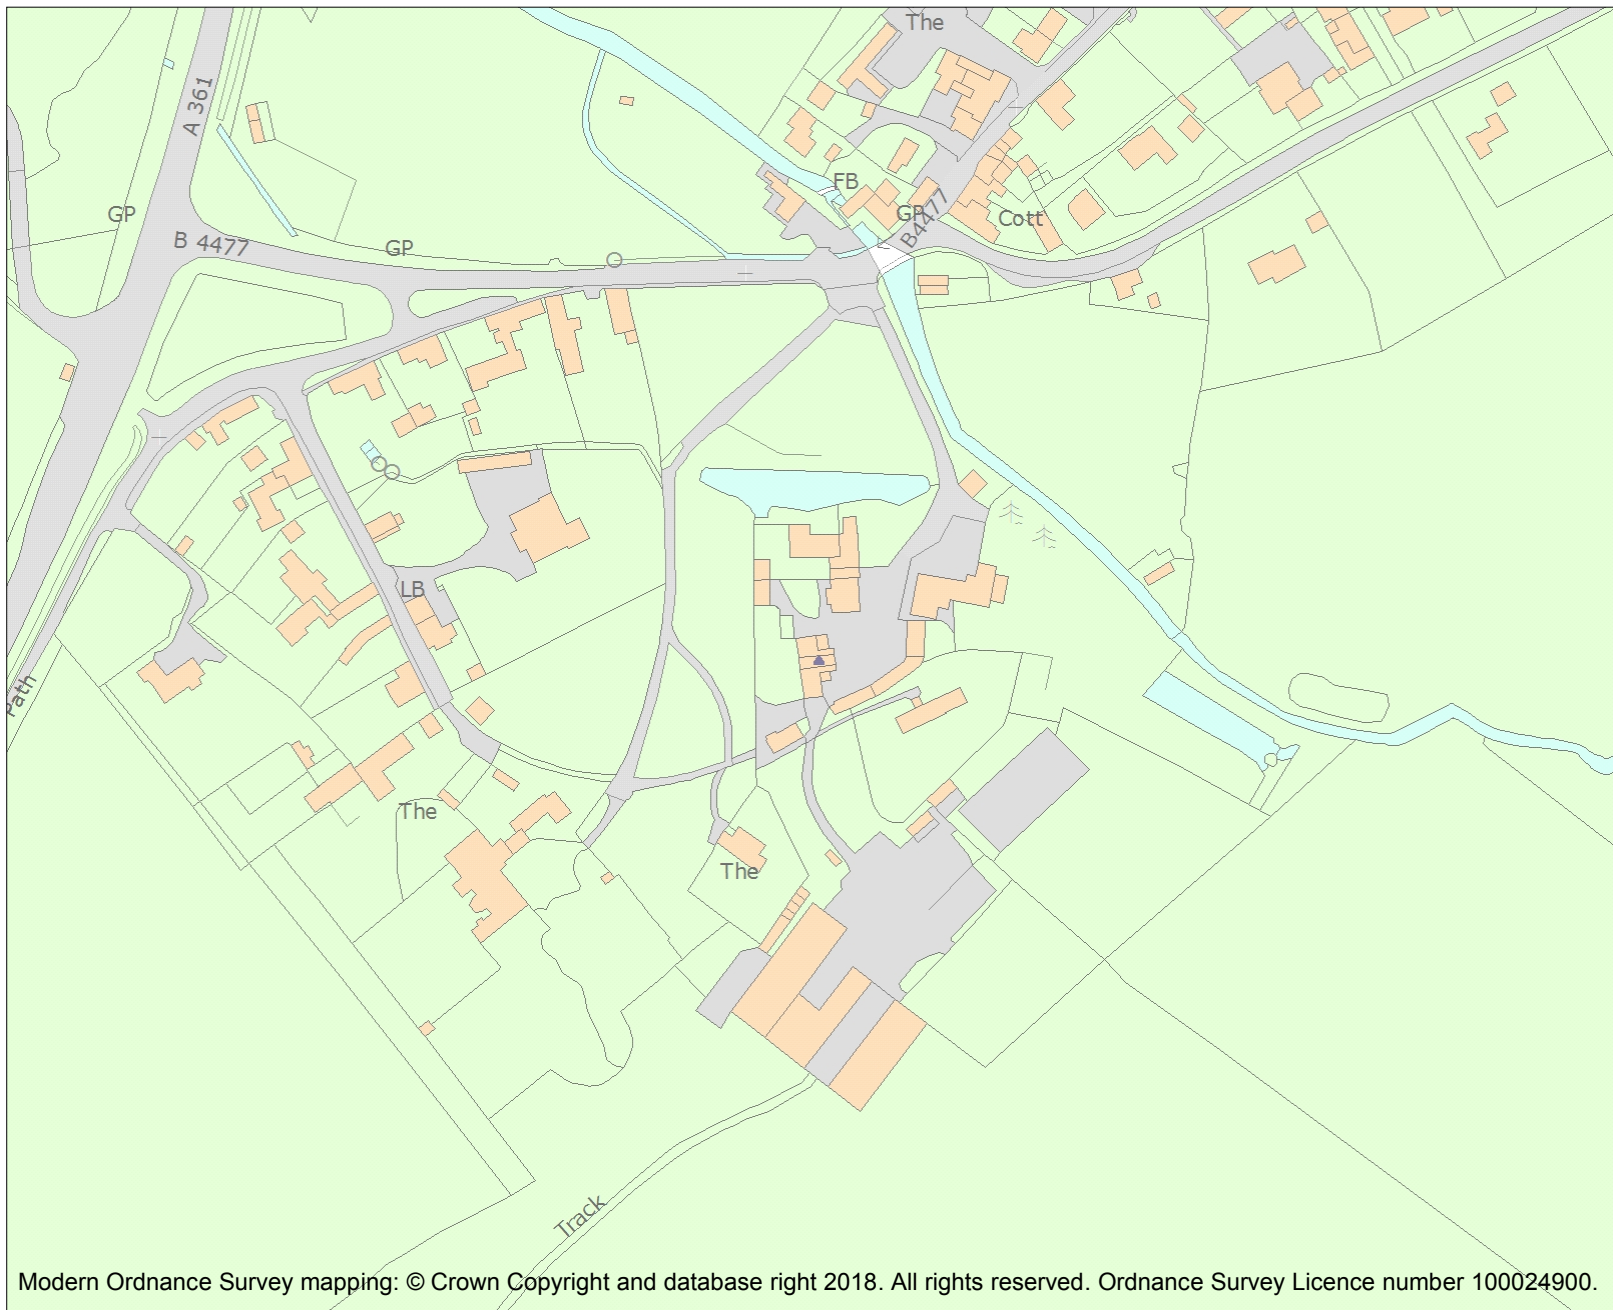 The
A 361
FB
GP
GP
Cott
B4477
B 4477
GP
LB
Path
The
The
Track
Modern Ordnance Survey mapping: © Crown Copyright and database right 2018. All rights reserved. Ordnance Survey Licence number 100024900.